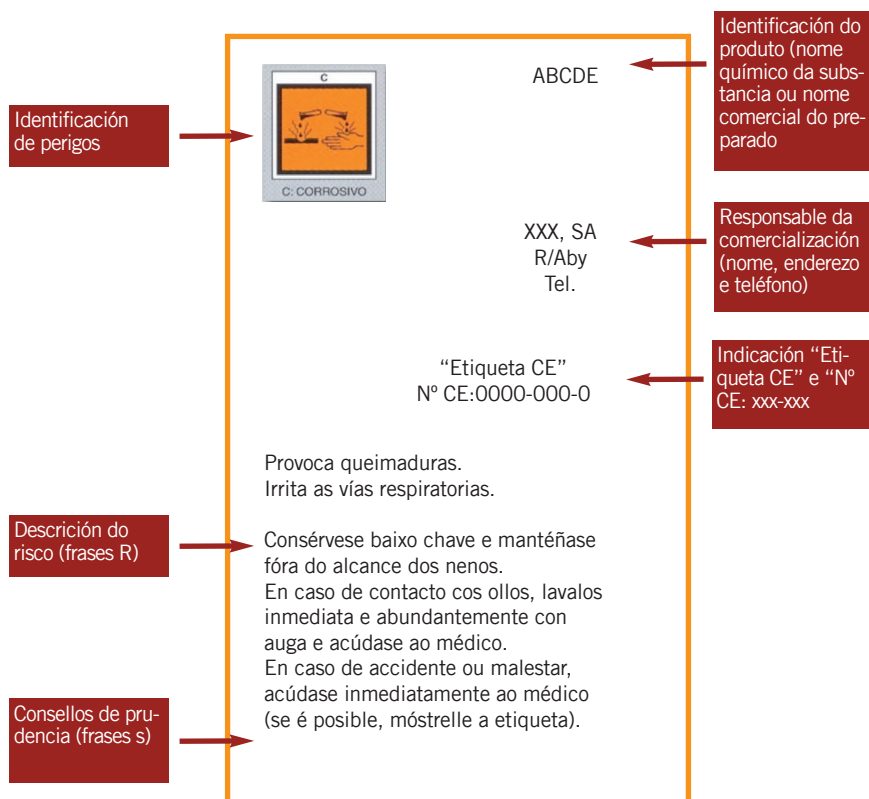 Identificación do
produto (nome
químico da subs-
tancia ou nome
comercial do pre-
parado
C
ABCDE
Identificación
de perigos
C: CORROSIVO
XXX, SA
R/Aby
Tel.
Responsable da
comercialización
(nome, enderezo
e teléfono)
“Etiqueta CE”
Nº CE:0000-000-0
Indicación “Eti-
queta CE” e “Nº
CE: xxx-xxx
Provoca queimaduras.
Irrita as vías respiratorias.
Descrición do
risco (frases R)
Consérvese baixo chave e mantéñase
fóra do alcance dos nenos.
En caso de contacto cos ollos, lavalos
inmediata e abundantemente con
auga e acúdase ao médico.
En caso de accidente ou malestar,
acúdase inmediatamente ao médico
(se é posible, móstrelle a etiqueta).
Consellos de pru-
dencia (frases s)